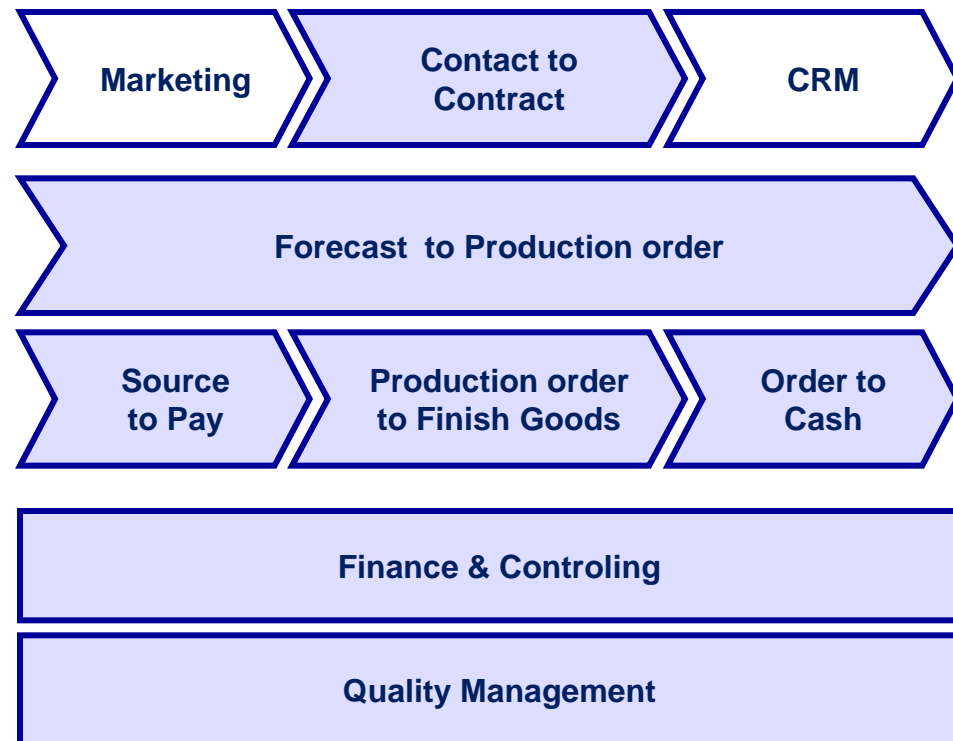 Marketing
Contact to
Contract
CRM
Forecast  to Production order
Source
to Pay
Production order
to Finish Goods
Order to
Cash
Finance & Controling
Quality Management